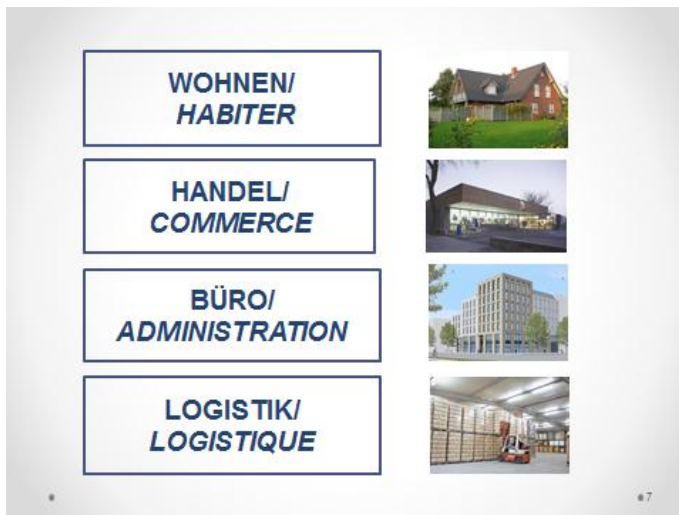 WOHNEN/
HABITER
HANDEL/
COMMERCE
BÜRO/
ADMINISTRATION
LOGISTIK/
LOGISTIQUE
7